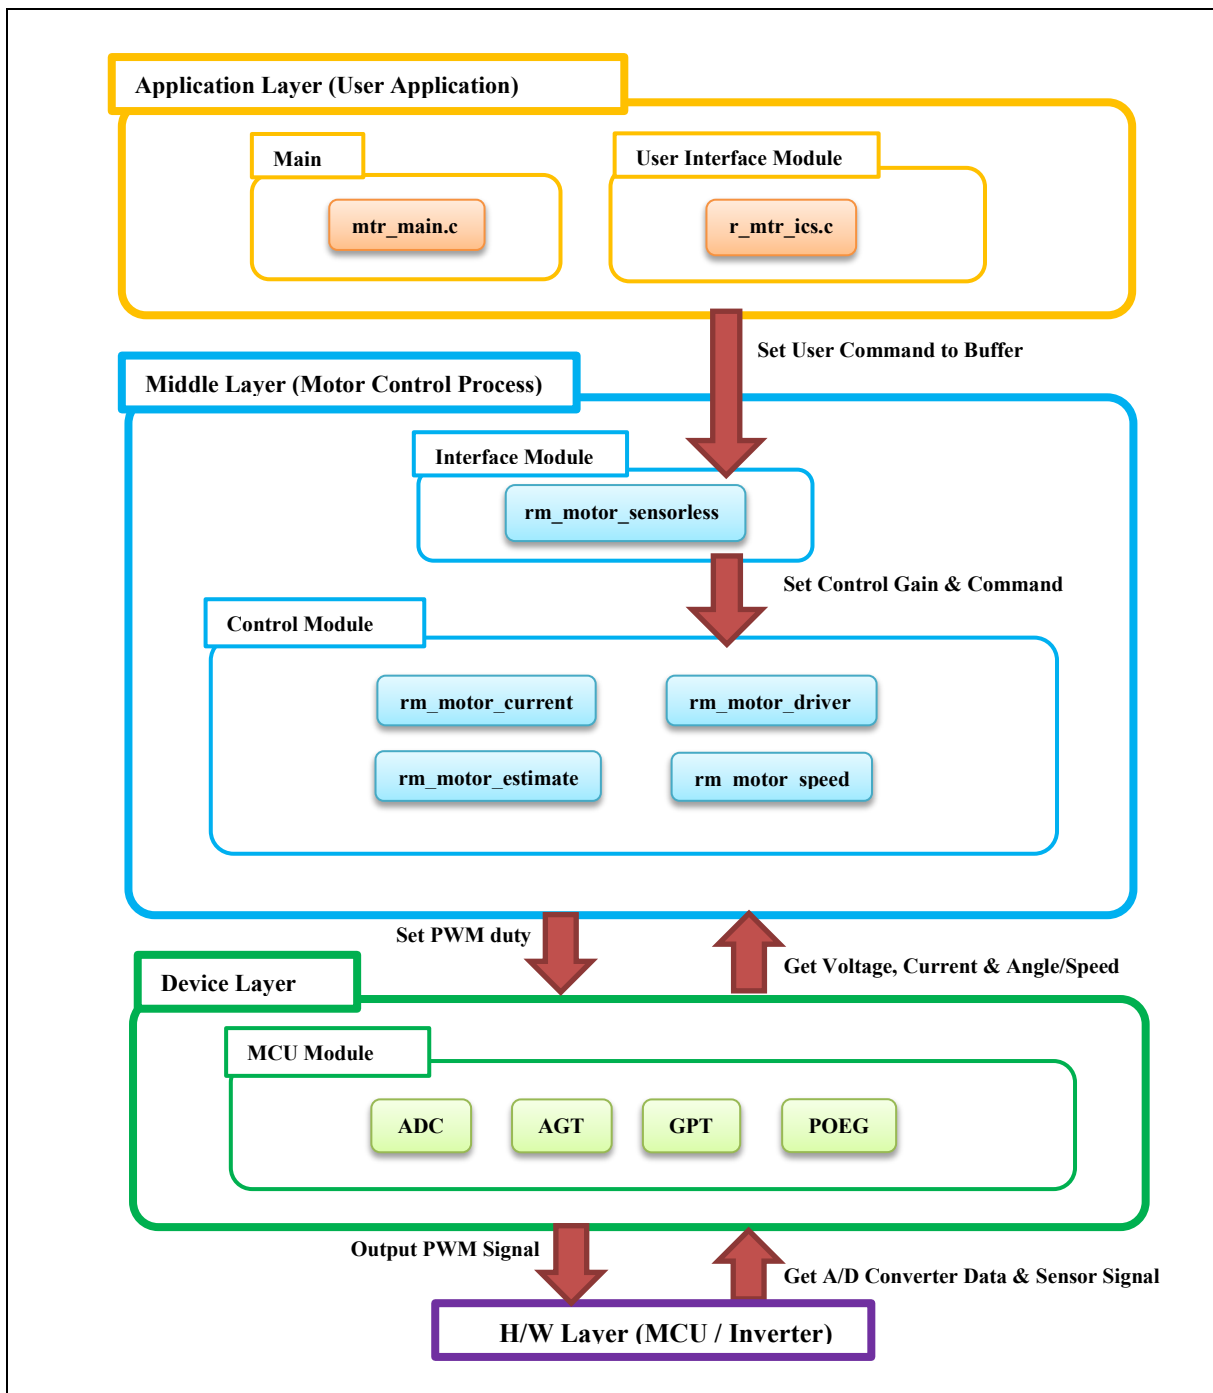 Application Layer (User Application)
Main
User Interface Module
mtr_main.c
r_mtr_ics.c
Set User Command to Buffer
Middle Layer (Motor Control Process)
Interface Module
rm_motor_sensorless
Set Control Gain & Command
Control Module
rm_motor_current
rm_motor_driver
rm_motor_estimate
rm_motor_speed
Set PWM duty
Get Voltage, Current & Angle/Speed
Device Layer
MCU Module
ADC
AGT
GPT
POEG
Output PWM Signal
Get A/D Converter Data & Sensor Signal
H/W Layer (MCU / Inverter)